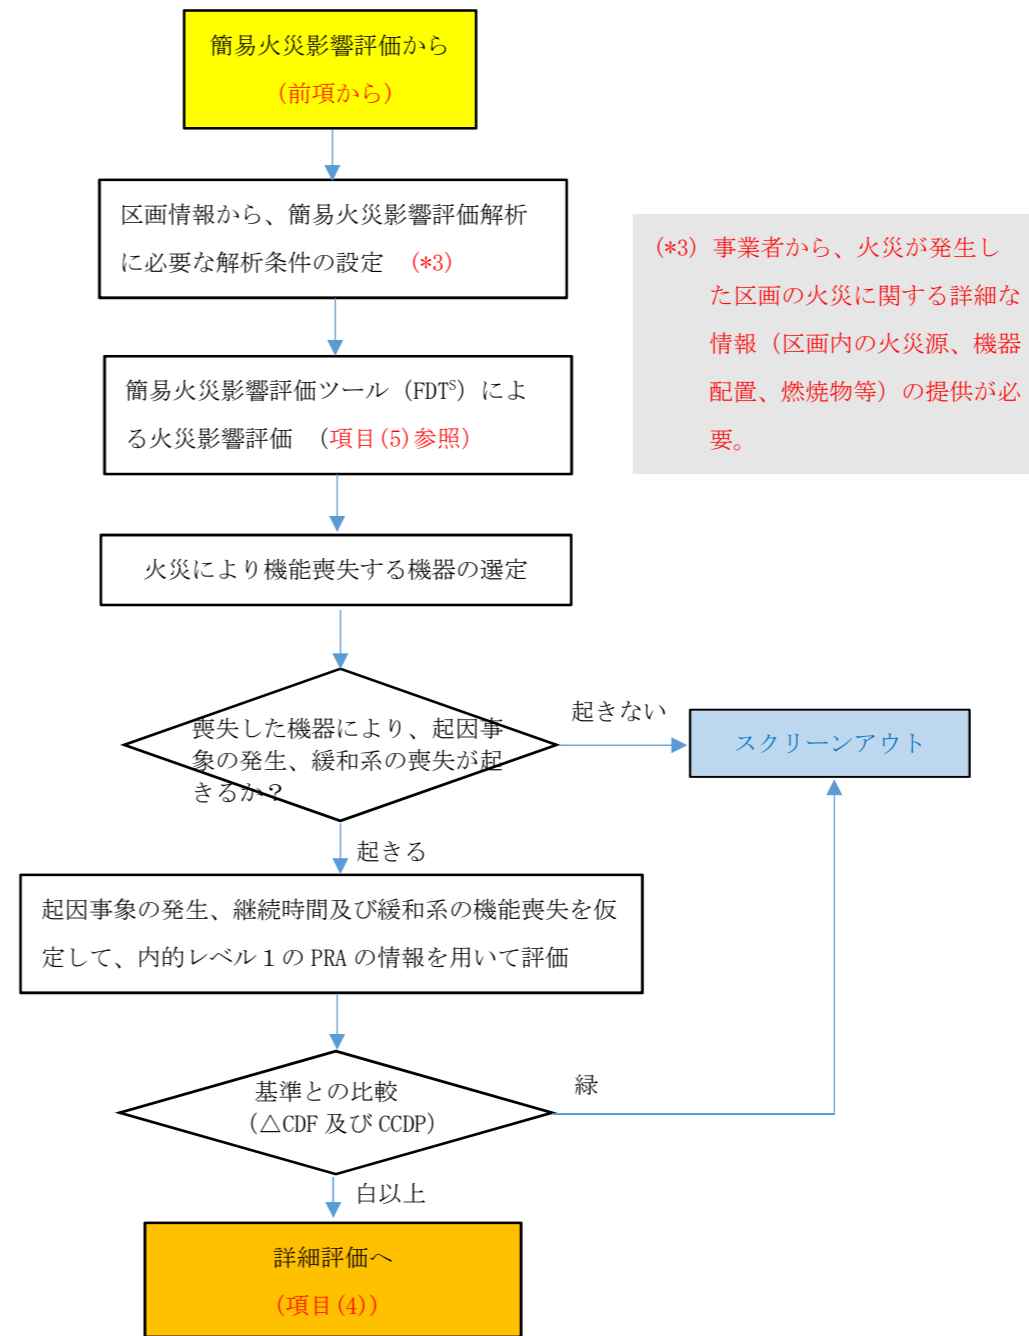 簡易火災影響評価から
(前項から)
区画情報から、簡易火災影響評価解析
に必要な解析条件の設定 (*3)
(*3) 事業者から、火災が発生し
た区画の火災に関する詳細な
情報（区画内の火災源、機器
配置、燃焼物等）の提供が必
要。
簡易火災影響評価ツール（FDTˢ）によ
る火災影響評価 （項目(5)参照）
火災により機能喪失する機器の選定
喪失した機器により、起因事
象の発生、緩和系の喪失が起
きるか？
起きない
スクリーンアウト
起きる
起因事象の発生、継続時間及び緩和系の機能喪失を仮
定して、内的レベル１の PRA の情報を用いて評価
基準との比較
（△CDF 及び CCDP）
緑
白以上
詳細評価へ
(項目(4))